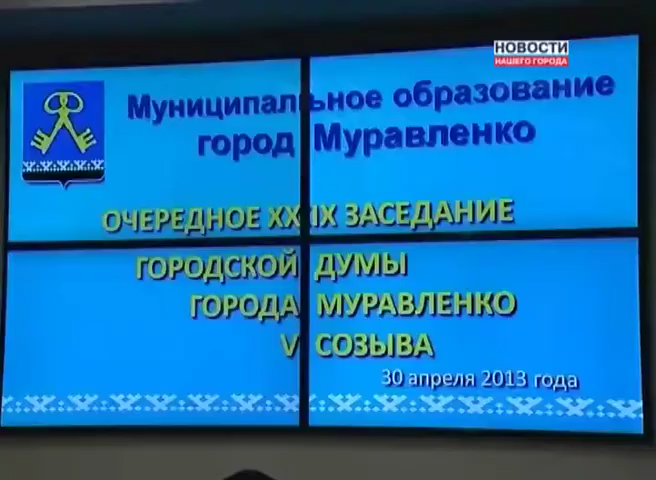 НОВОСТИ
НАШЕГО ГОРОДА
Муниципальное образование
город Муравленко
ОЧЕРЕДНОЕ XXIX ЗАСЕДАНИЕ
ГОРОДСКОЙ ДУМЫ
ГОРОДА МУРАВЛЕНКО
V СОЗЫВА
30 апреля 2013 года